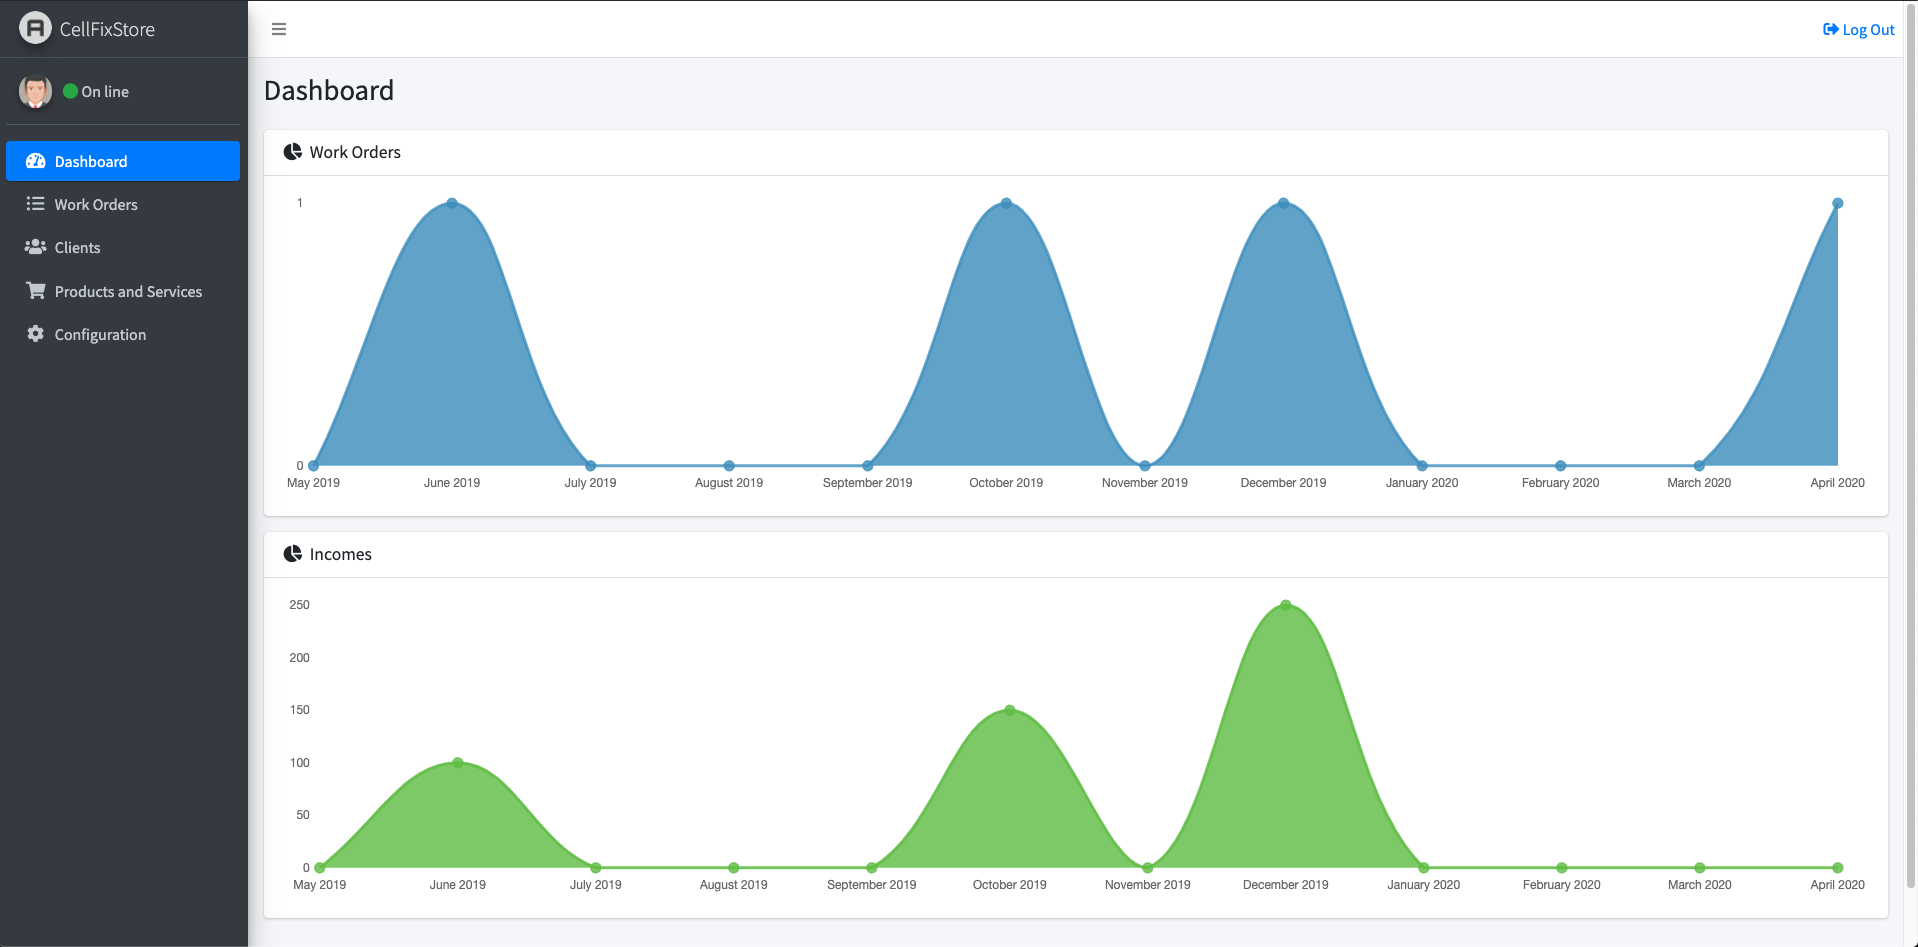 CellFixStore
Log Out
On line
Dashboard
Work Orders
Clients
Products and Services
Configuration
Dashboard
Work Orders
1
0
May 2019 June 2019 July 2019 August 2019 September 2019 October 2019 November 2019 December 2019 January 2020 February 2020 March 2020 April 2020
Incomes
250
200
150
100
50
0
May 2019 June 2019 July 2019 August 2019 September 2019 October 2019 November 2019 December 2019 January 2020 February 2020 March 2020 April 2020